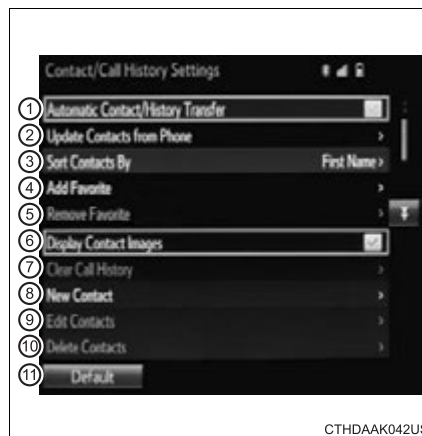 Contact/Call History Settings
1 Automatic Contact/History Transfer
2 Update Contacts from Phone
3 Sort Contacts By First Name
4 Add Favorite
5 Remove Favorite
6 Display Contact Images
7 Clear Call History
8 New Contact
9 Edit Contacts
10 Delete Contacts
11 Default
CTHDAAK042US